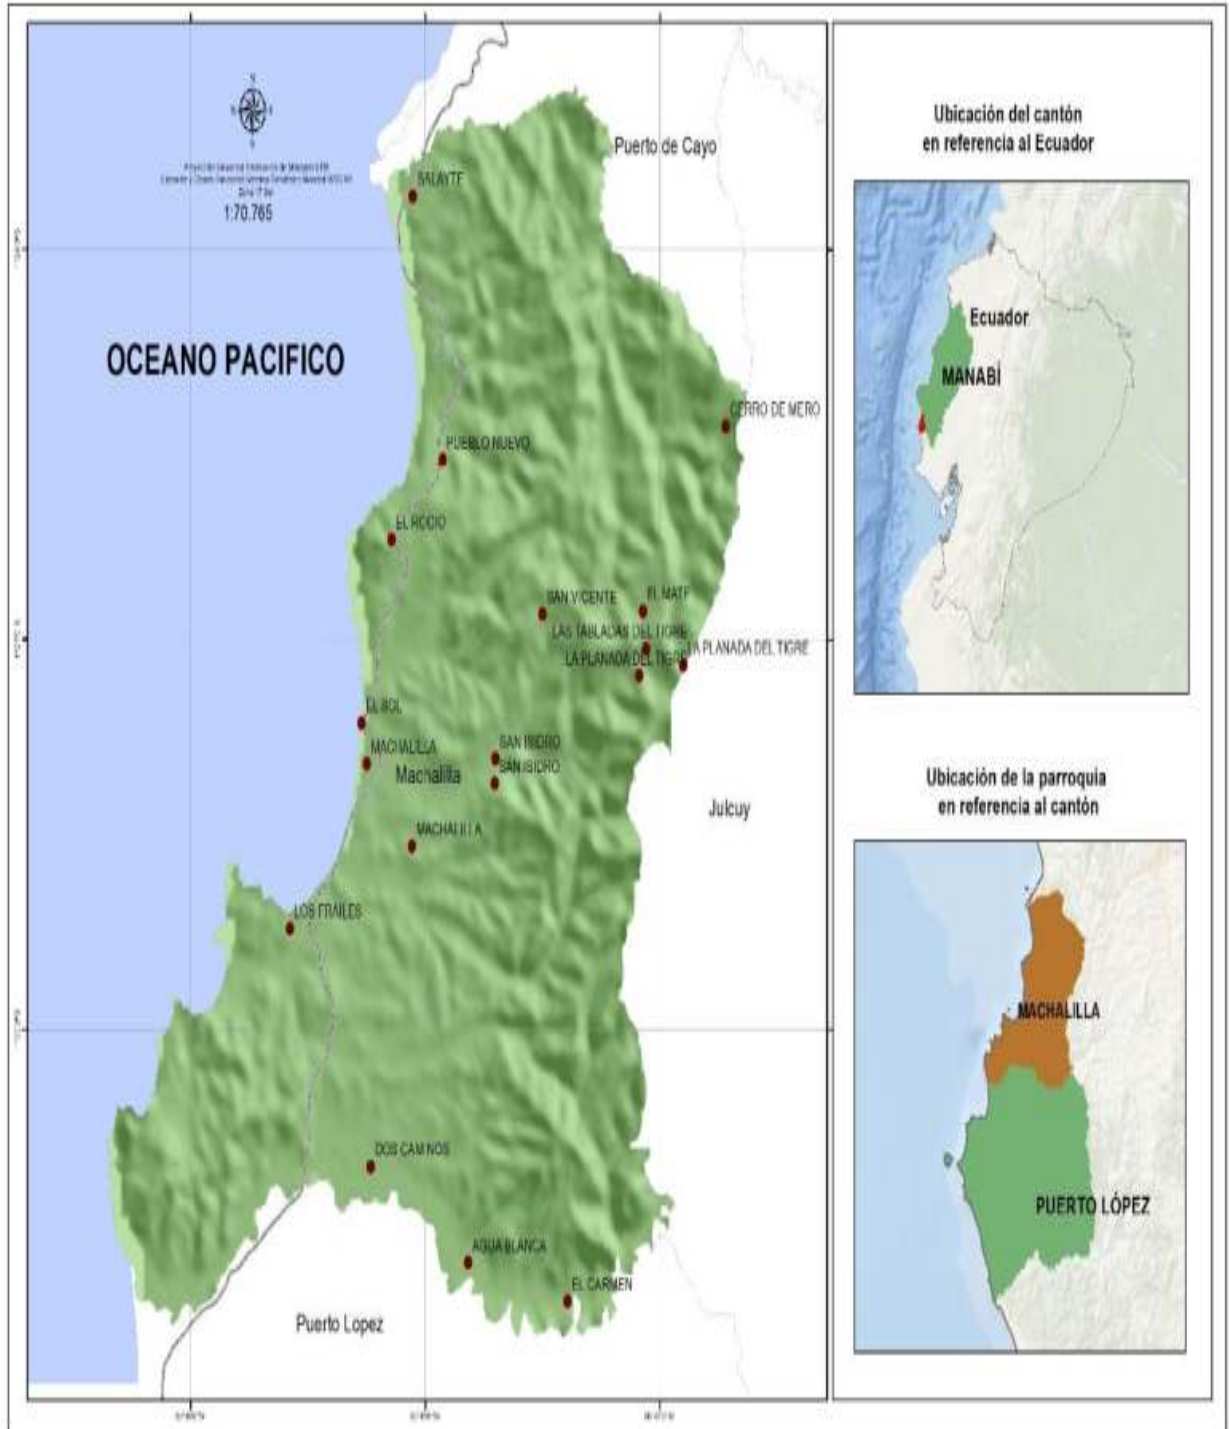 N
1:70.765
OCEANO PACIFICO
Puerto de Cayo
SALAYTE
CERRO DE MERO
PUEBLO NUEVO
EL ROCIO
SAN VICENTE
EL MATE
LAS TABLADAS DEL TIGRE
LA PLANADA DEL TIGRE
LA PLANADA DEL TIGRE
EL SOL
MACHALILLA
Machalilla
SAN ISIDRO
SAN ISIDRO
Julcuy
MACHALILLA
LOS FRAILES
DOS CAMINOS
AGUA BLANCA
EL CARMEN
Puerto Lopez
Ubicación del cantón
en referencia al Ecuador
Ecuador
MANABÍ
Ubicación de la parroquia
en referencia al cantón
MACHALILLA
PUERTO LÓPEZ